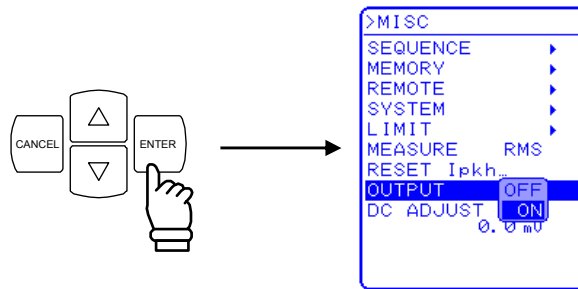 CANCEL
ENTER
>MISC
SEQUENCE
MEMORY
REMOTE
SYSTEM
LIMIT
MEASURE RMS
RESET Ipkh…
OUTPUT OFF
DC ADJUST ON
0.0 mV